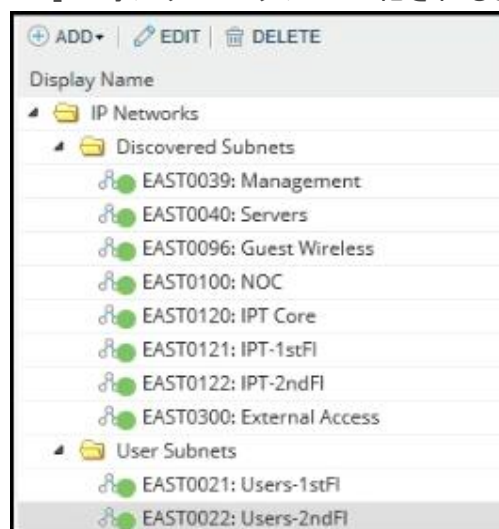 ADD | EDIT | DELETE
Display Name
IP Networks
Discovered Subnets
EAST0039: Management
EAST0040: Servers
EAST0096: Guest Wireless
EAST0100: NOC
EAST0120: IPT Core
EAST0121: IPT-1stFl
EAST0122: IPT-2ndFl
EAST0300: External Access
User Subnets
EAST0021: Users-1stFl
EAST0022: Users-2ndFl